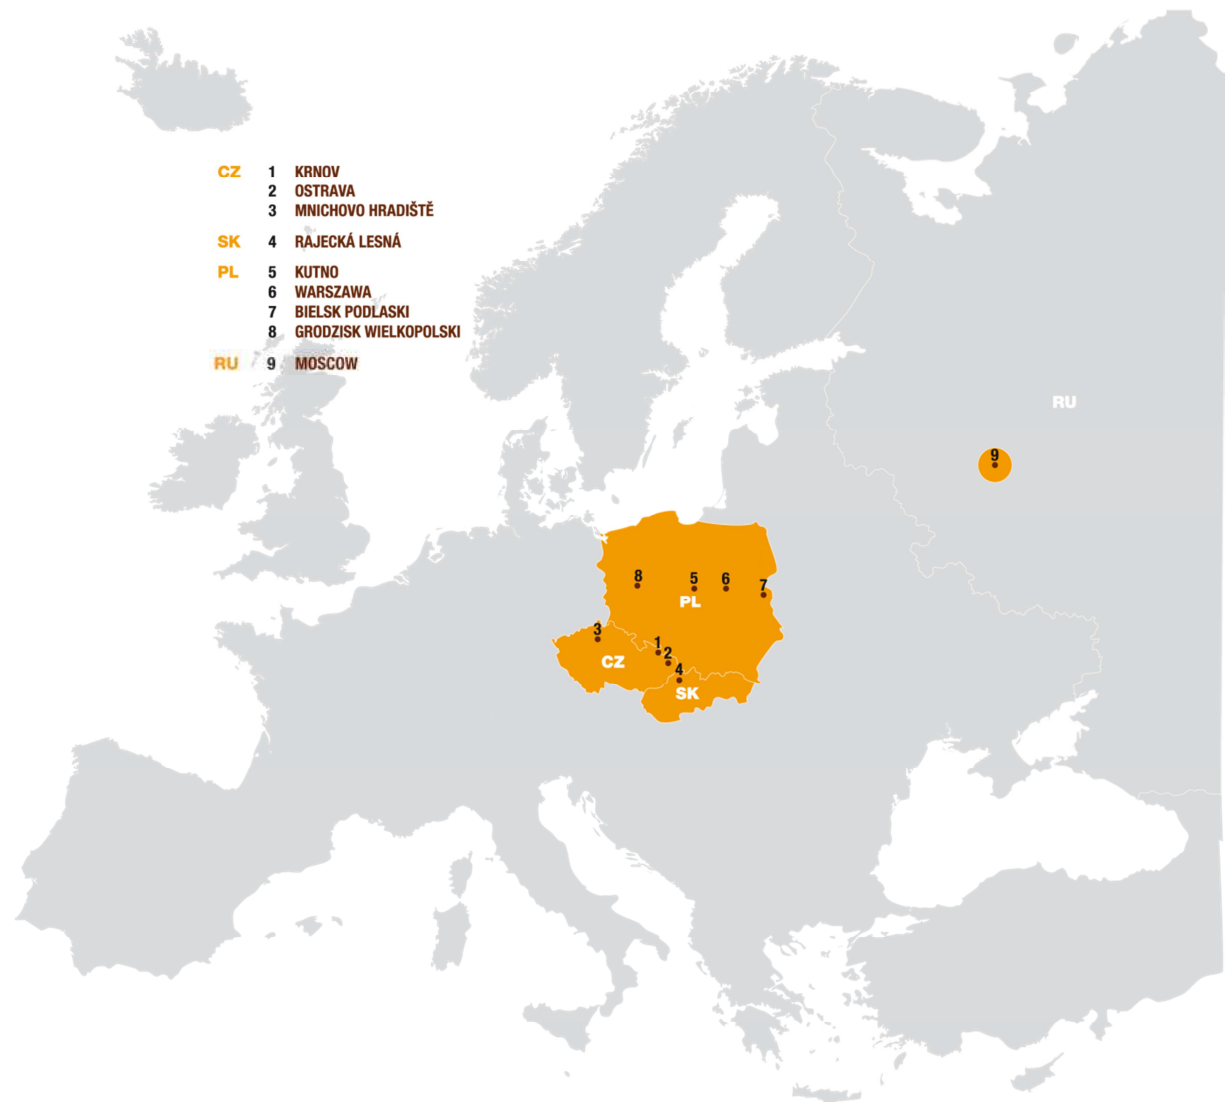 CZ 1 KRNOV
2 OSTRAVA
3 MNICHOVO HRADIŠTĚ
SK 4 RAJECKÁ LESNÁ
PL 5 KUTNO
6 WARSZAWA
7 BIELSK PODLASKI
8 GRODZISK WIELKOPOLSKI
RU 9 MOSCOW
RU
9
8 5 6 7
PL
3
1
CZ 2
4
SK